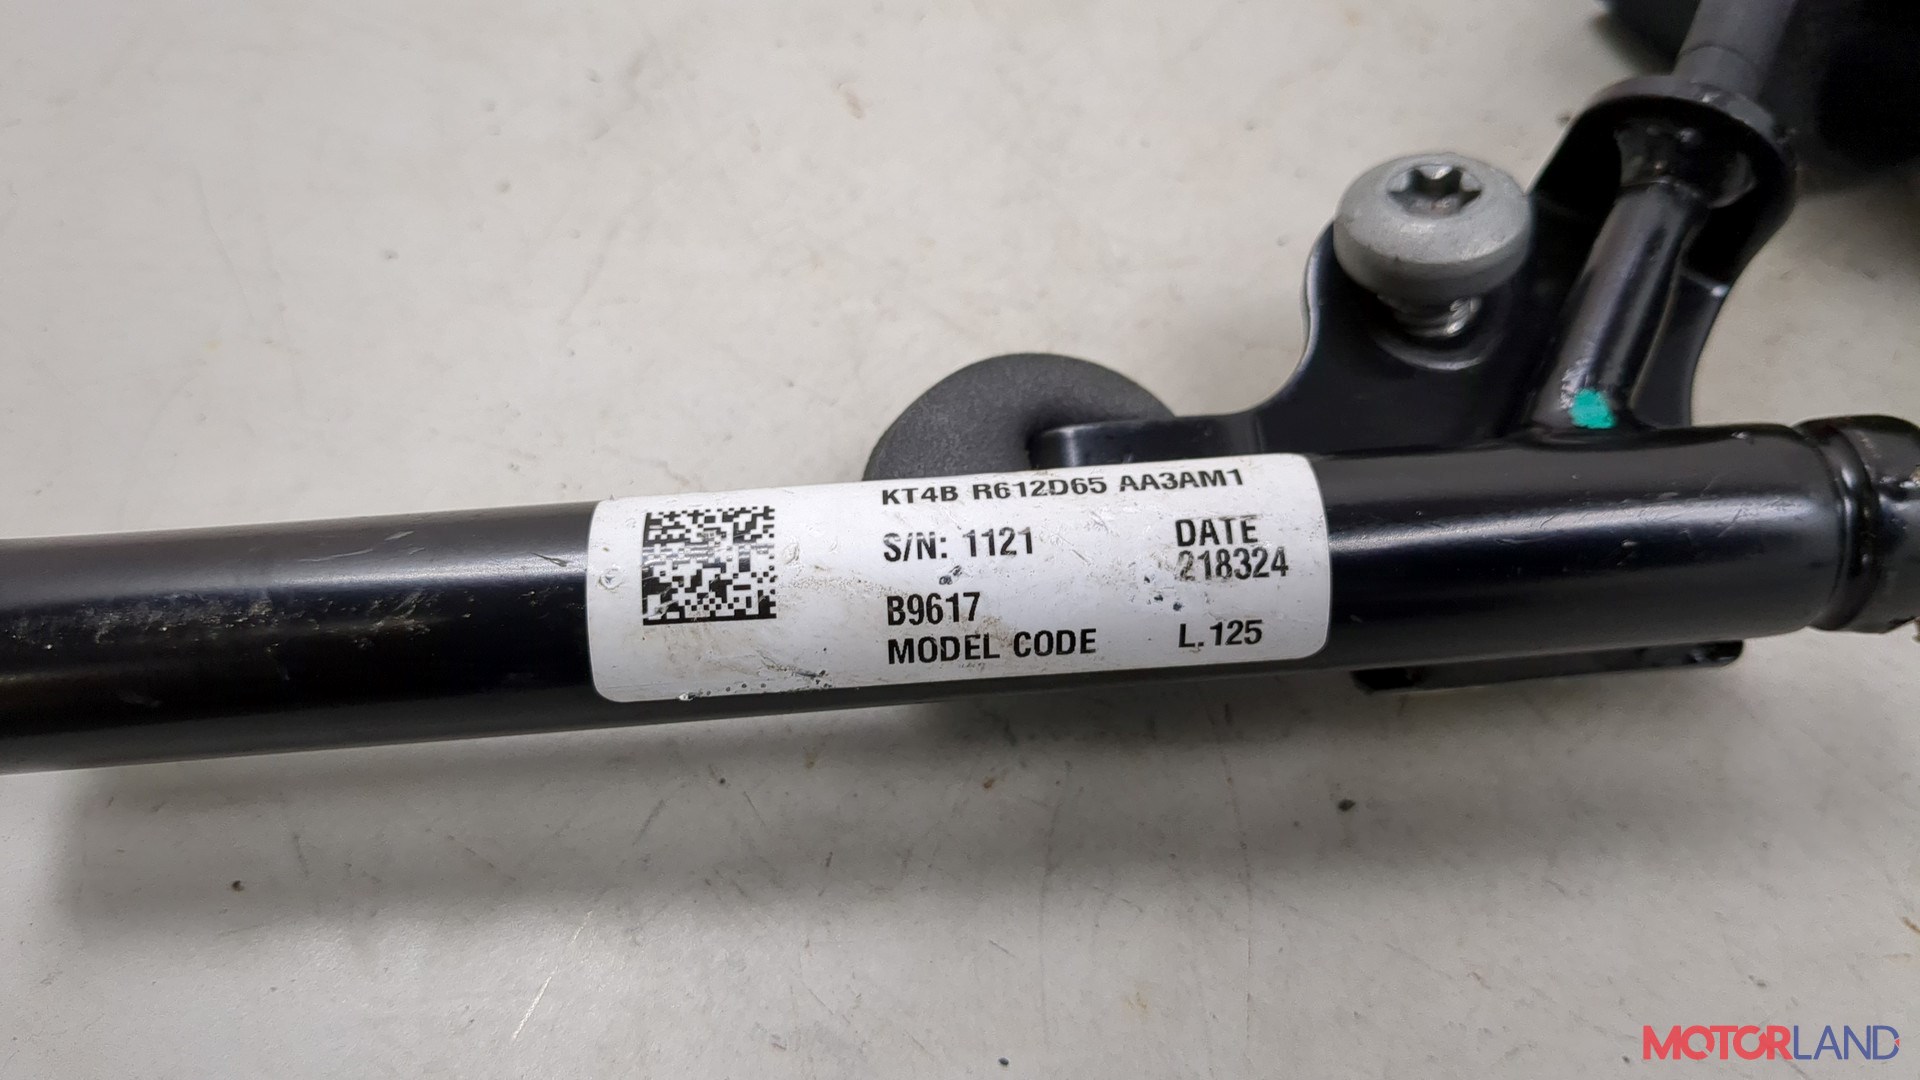 KT4B R612D65 AA3AM1
S/N: 1121
DATE
218324
B9617
MODEL CODE
L.125
MOTORLAND